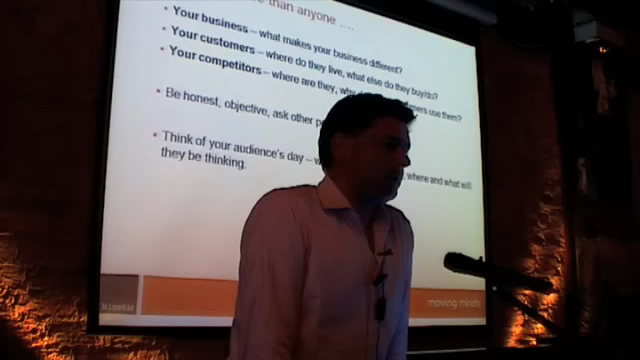 than anyone ....
Your business – what makes your business different?
Your customers – where do they live, what else do they buy/do?
Your competitors – where are they, why use them?
Be honest, objective, ask other
Think of your audience's day – where and what will
they be thinking.
kinetic
moving minds